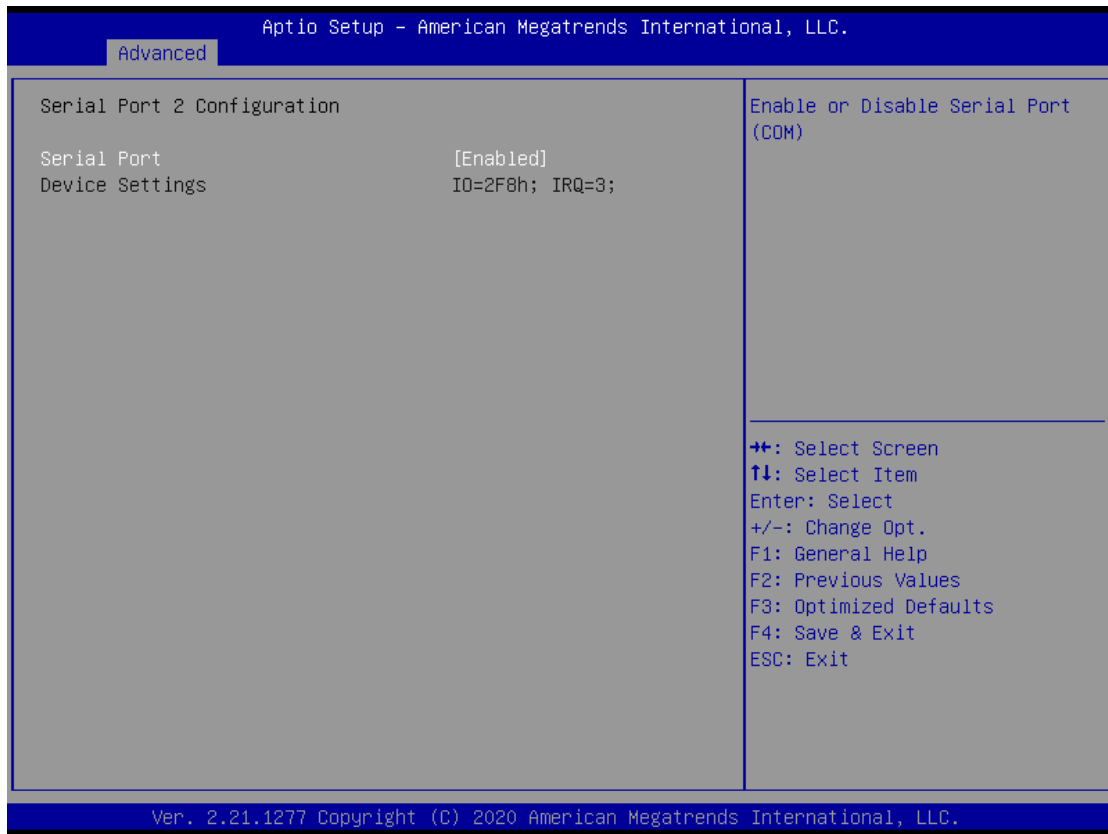 Aptio Setup – American Megatrends International, LLC.
Advanced
Serial Port 2 Configuration
Serial Port [Enabled]
Device Settings IO=2F8h; IRQ=3;
Enable or Disable Serial Port
(COM)
→←: Select Screen
↑↓: Select Item
Enter: Select
+/-: Change Opt.
F1: General Help
F2: Previous Values
F3: Optimized Defaults
F4: Save & Exit
ESC: Exit
Ver. 2.21.1277 Copyright (C) 2020 American Megatrends International, LLC.